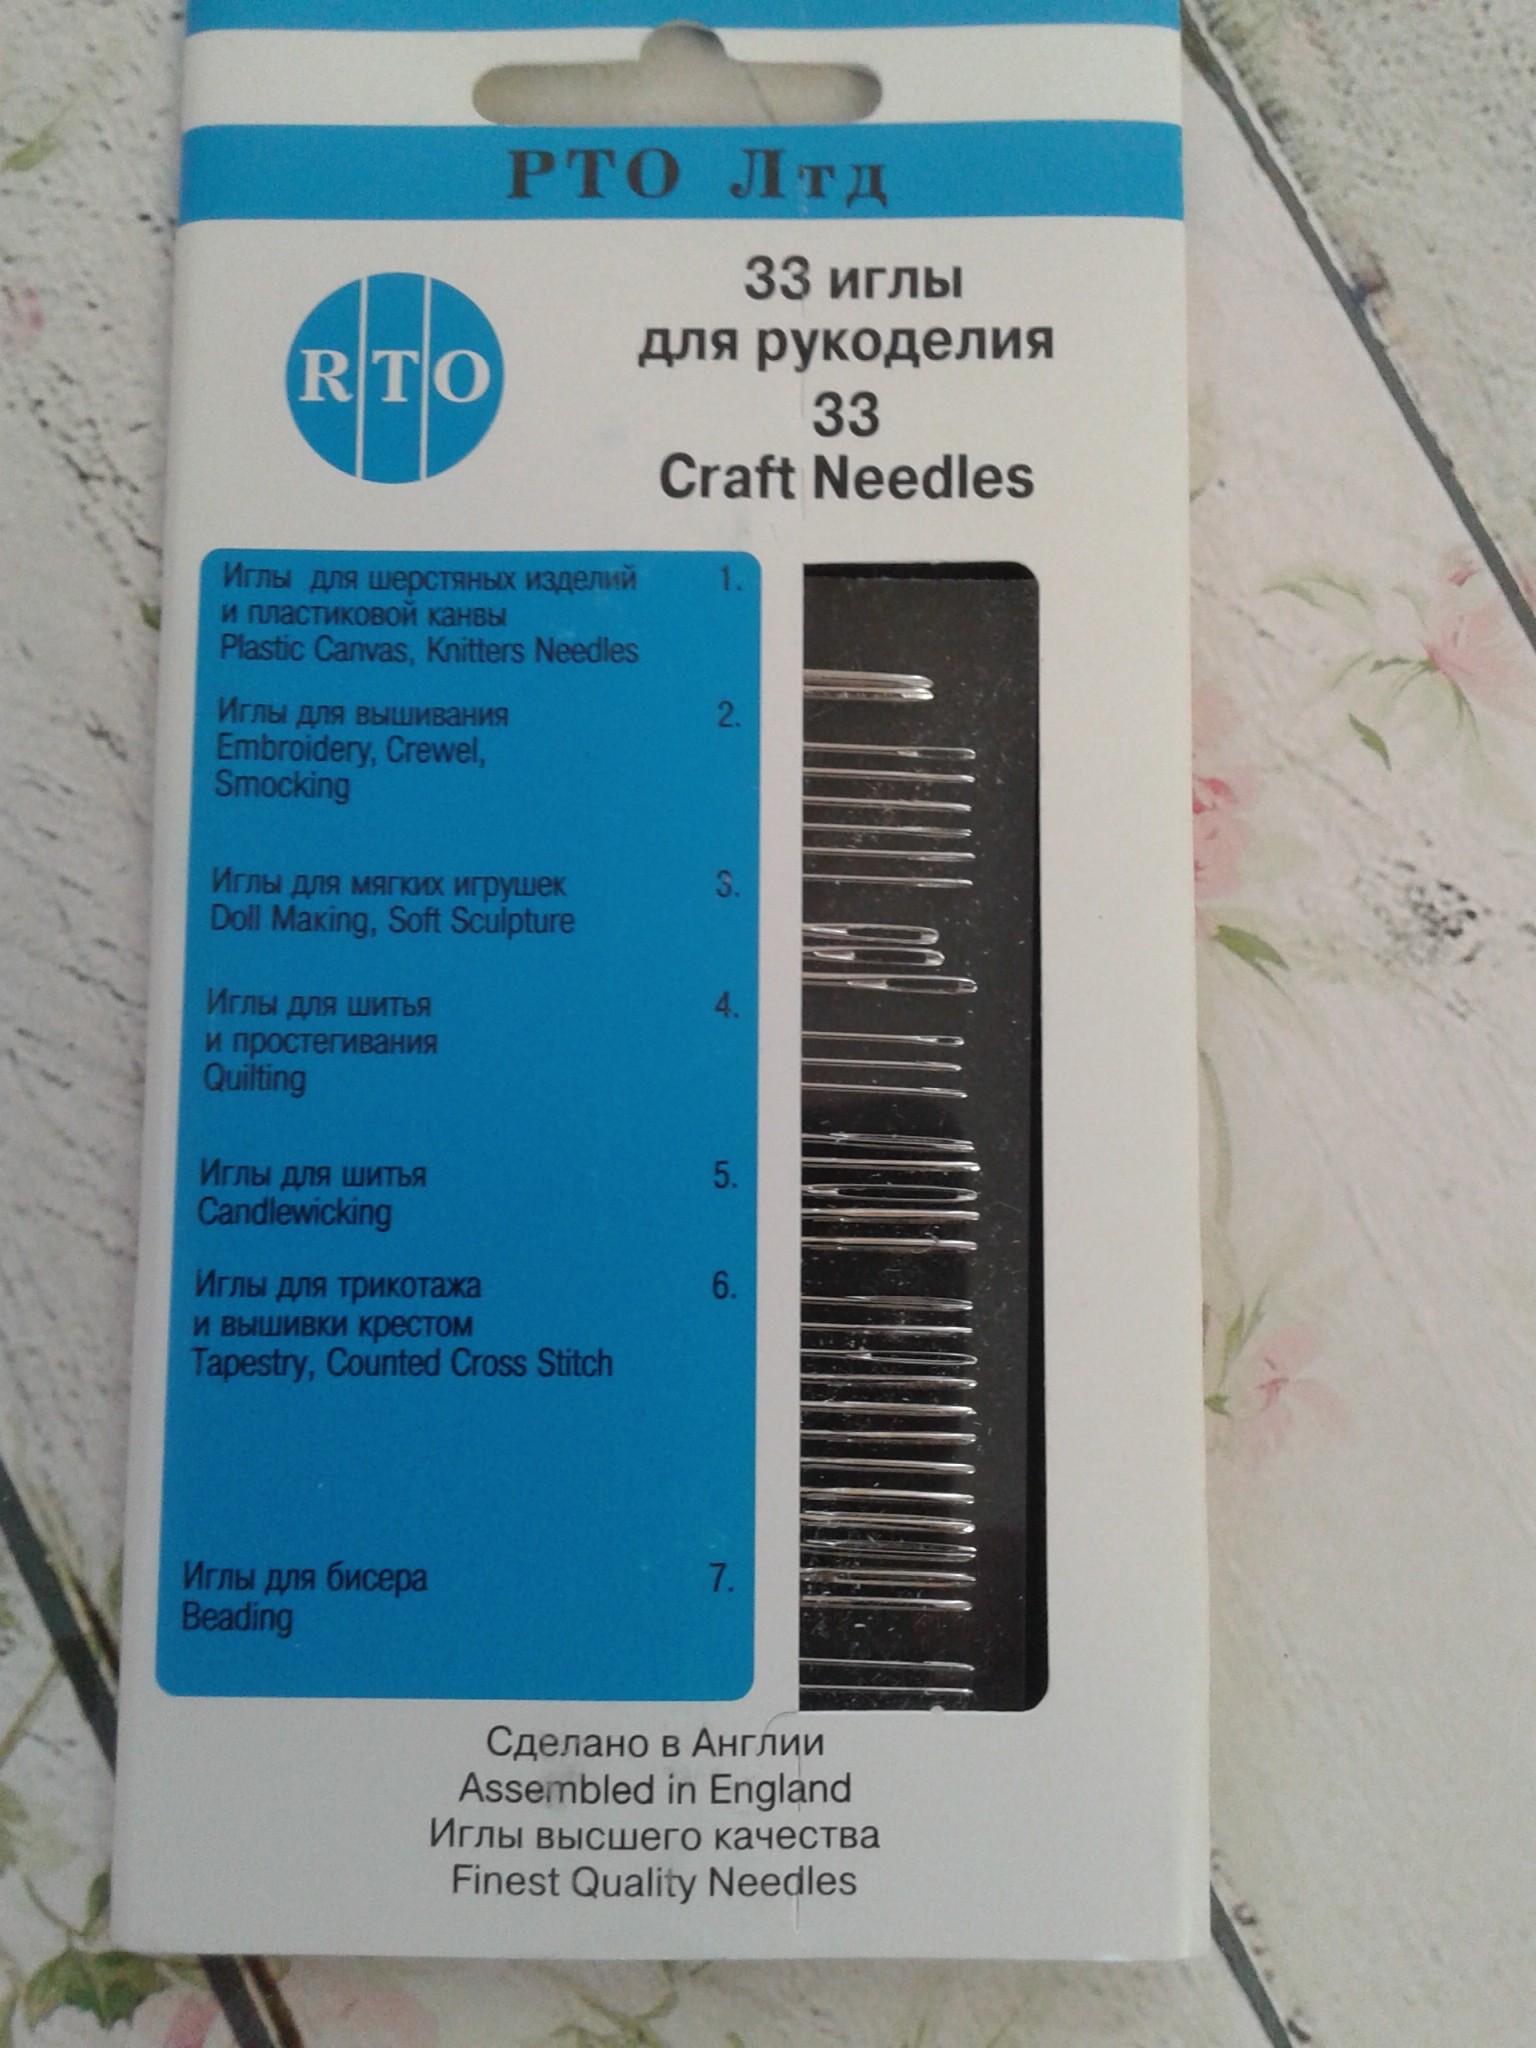 РТО Лтд
RTO
33 иглы
для рукоделия
33
Craft Needles
Иглы для шерстяных изделий 1.
и пластиковой канвы
Plastic Canvas, Knitters Needles
Иглы для вышивания 2.
Embroidery, Crewel,
Smocking
Иглы для мягких игрушек 3.
Doll Making, Soft Sculpture
Иглы для шитья 4.
и простегивания
Quilting
Иглы для шитья 5.
Candlewicking
Иглы для трикотажа 6.
и вышивки крестом
Tapestry, Counted Cross Stitch
Иглы для бисера 7.
Beading
Сделано в Англии
Assembled in England
Иглы высшего качества
Finest Quality Needles